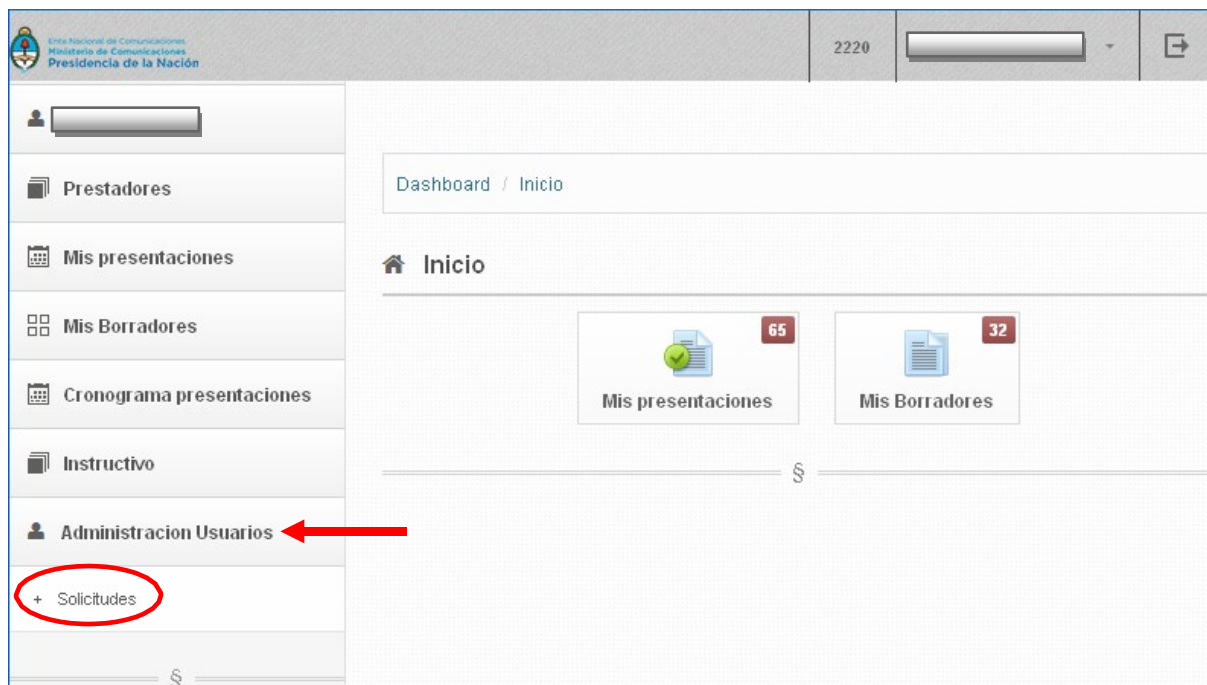 Ente Nacional de Comunicaciones
Ministerio de Comunicaciones
Presidencia de la Nación
2220
Prestadores
Mis presentaciones
Mis Borradores
Cronograma presentaciones
Instructivo
Administracion Usuarios
+ Solicitudes
§
Dashboard / Inicio
Inicio
65
Mis presentaciones
32
Mis Borradores
§